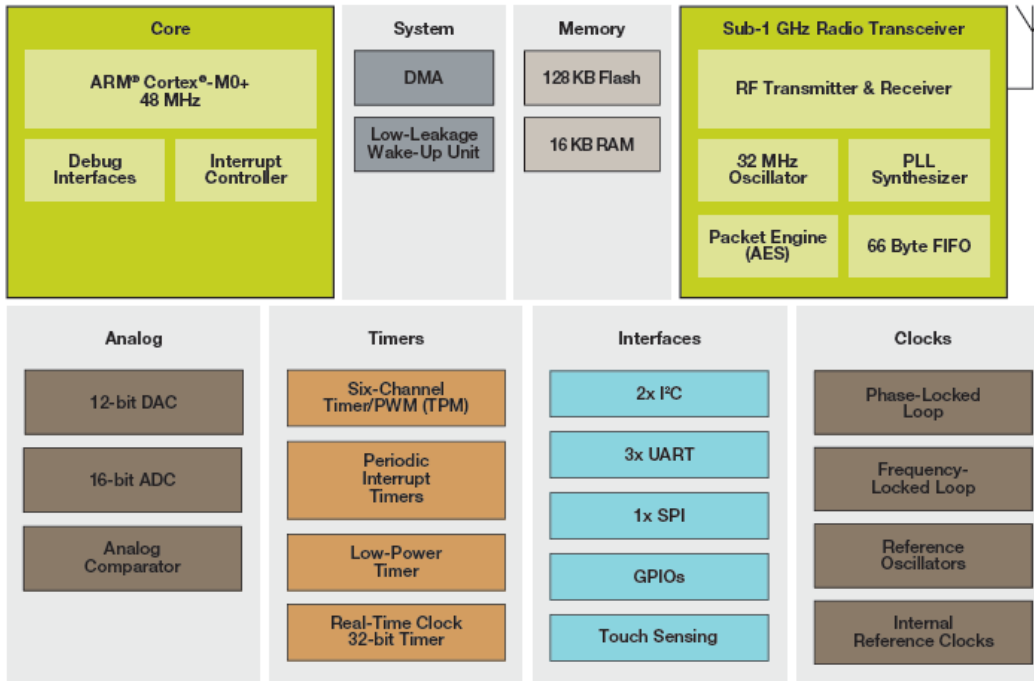 Core
ARM® Cortex®-M0+
48 MHz
Debug
Interfaces
Interrupt
Controller
System
DMA
Low-Leakage
Wake-Up Unit
Memory
128 KB Flash
16 KB RAM
Sub-1 GHz Radio Transceiver
RF Transmitter & Receiver
32 MHz
Oscillator
PLL
Synthesizer
Packet Engine
(AES)
66 Byte FIFO
Analog
12-bit DAC
16-bit ADC
Analog
Comparator
Timers
Six-Channel
Timer/PWM (TPM)
Periodic
Interrupt
Timers
Low-Power
Timer
Real-Time Clock
32-bit Timer
Interfaces
2x I²C
3x UART
1x SPI
GPIOs
Touch Sensing
Clocks
Phase-Locked
Loop
Frequency-
Locked Loop
Reference
Oscillators
Internal
Reference Clocks